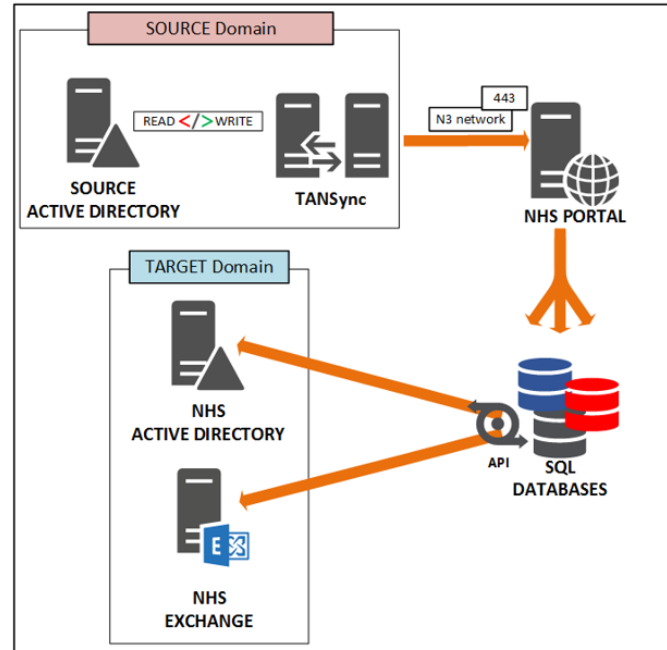 SOURCE Domain
READ </> WRITE
SOURCE
ACTIVE DIRECTORY
TANSync
443
N3 network
NHS PORTAL
TARGET Domain
NHS
ACTIVE DIRECTORY
API
SQL
DATABASES
E
NHS
EXCHANGE